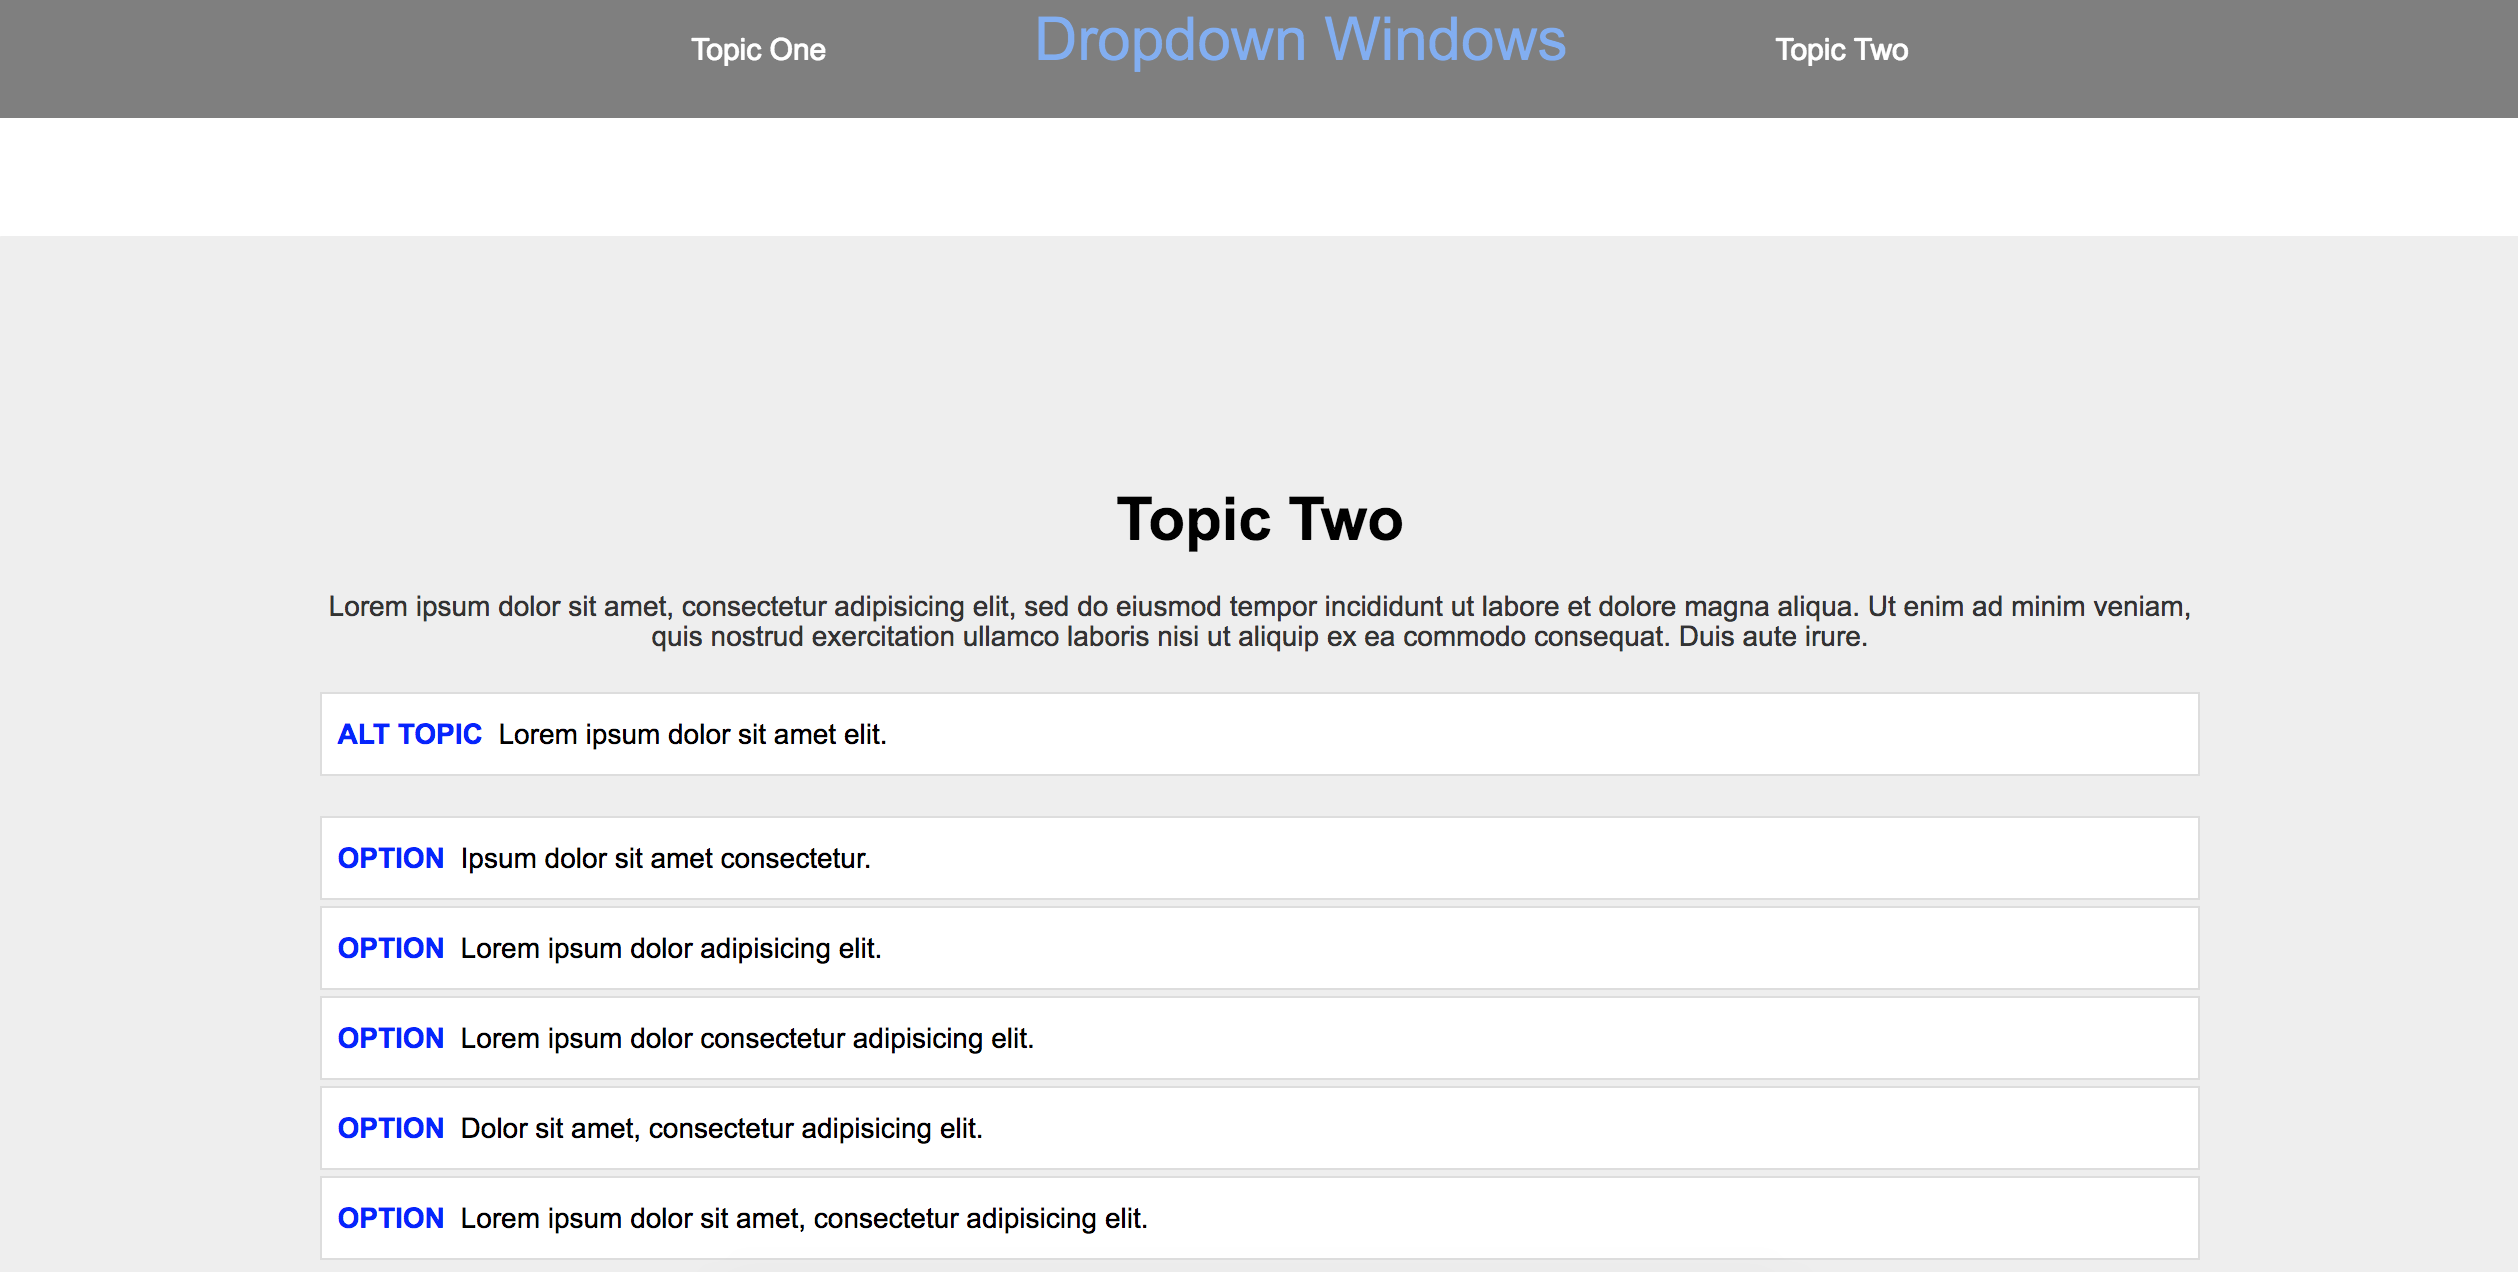 Topic One
Dropdown Windows
Topic Two
Topic Two
Lorem ipsum dolor sit amet, consectetur adipisicing elit, sed do eiusmod tempor incididunt ut labore et dolore magna aliqua. Ut enim ad minim veniam,
quis nostrud exercitation ullamco laboris nisi ut aliquip ex ea commodo consequat. Duis aute irure.
ALT TOPIC Lorem ipsum dolor sit amet elit.
OPTION Ipsum dolor sit amet consectetur.
OPTION Lorem ipsum dolor adipisicing elit.
OPTION Lorem ipsum dolor consectetur adipisicing elit.
OPTION Dolor sit amet, consectetur adipisicing elit.
OPTION Lorem ipsum dolor sit amet, consectetur adipisicing elit.